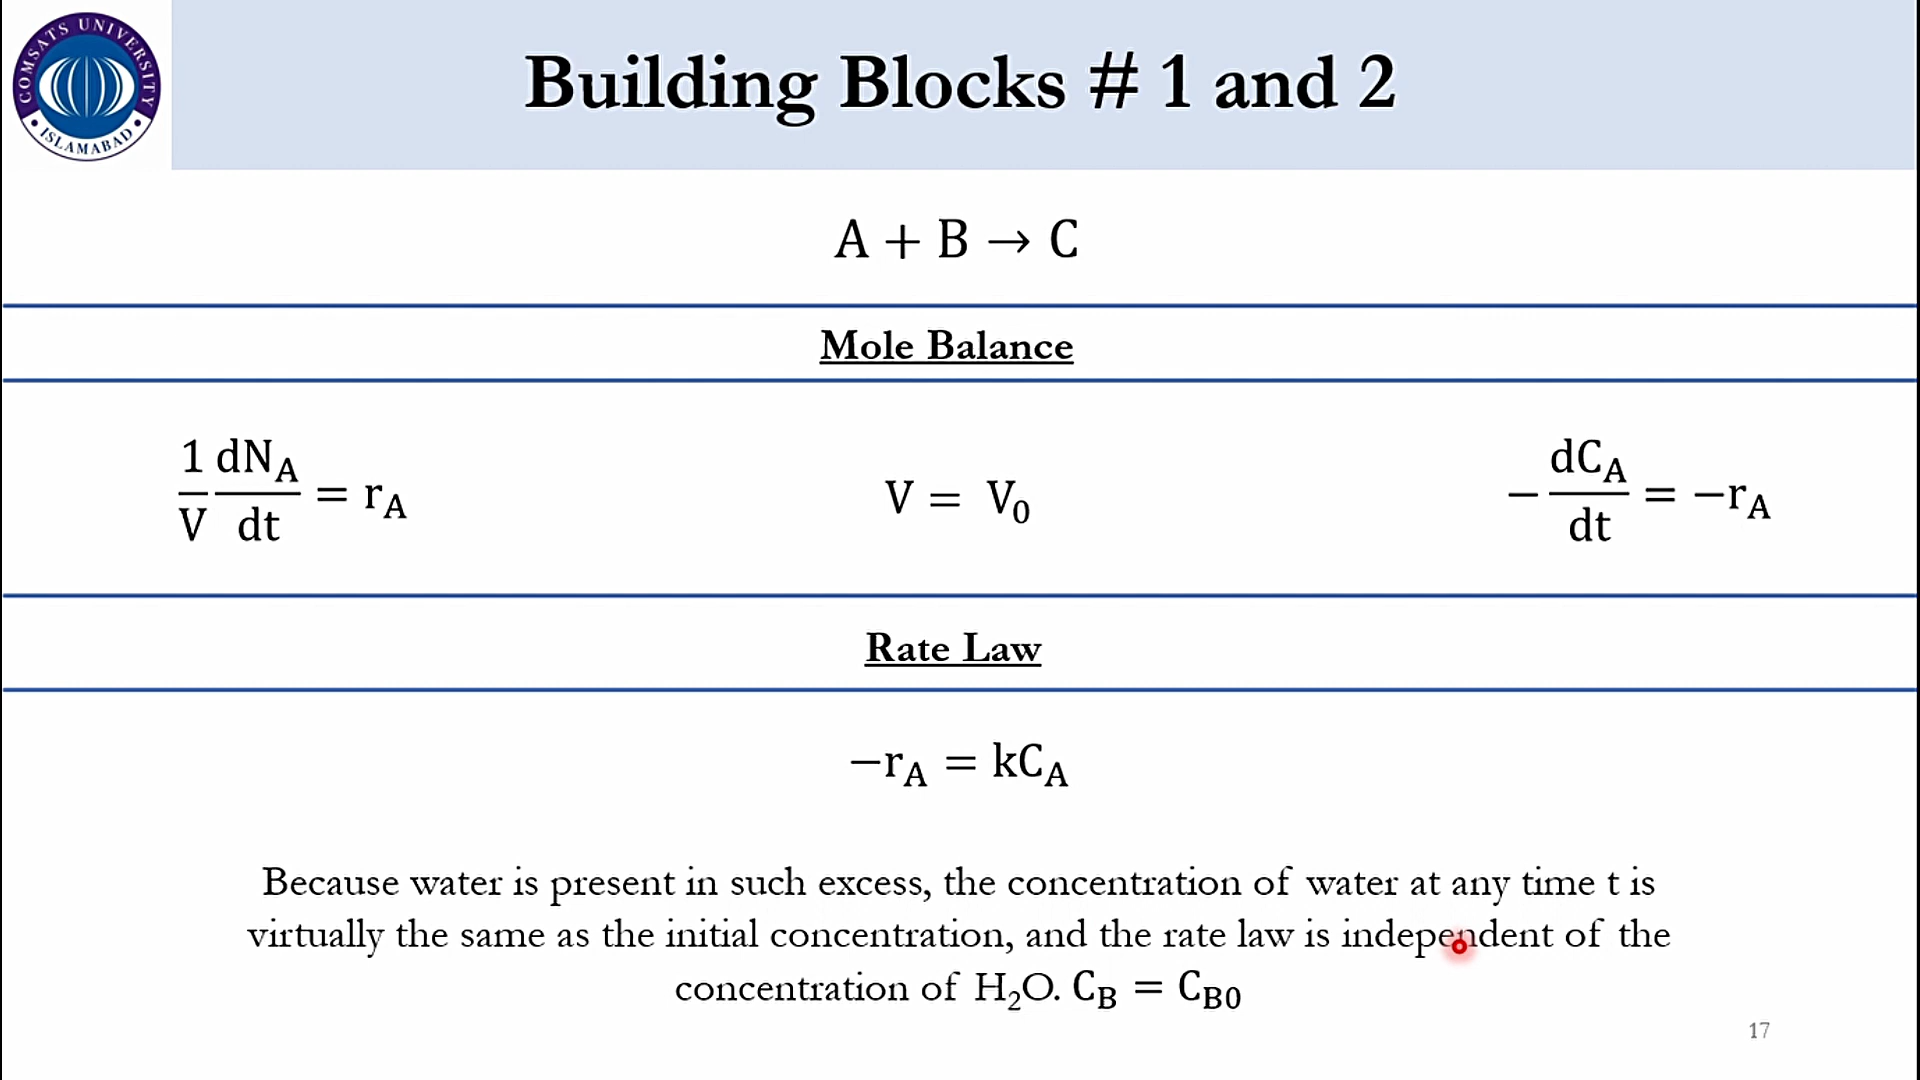 COMSATS UNIVERSITY
ISLAMABAD
Building Blocks # 1 and 2
A + B → C
Mole Balance
1/V dN_A/dt = r_A
V = V₀
−dC_A/dt = −r_A
Rate Law
−r_A = kC_A
Because water is present in such excess, the concentration of water at any time t is
virtually the same as the initial concentration, and the rate law is independent of the
concentration of H₂O. C_B = C_B0
17